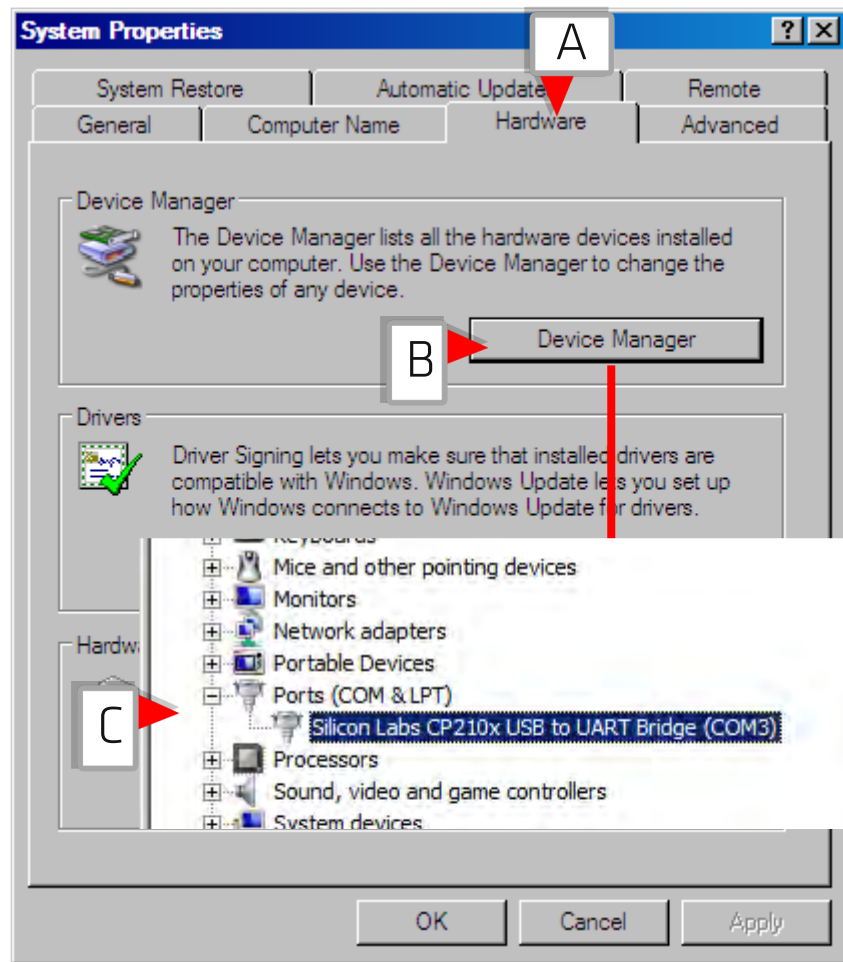 System Properties
A
System Restore
Automatic Update
Remote
General
Computer Name
Hardware
Advanced
Device Manager
The Device Manager lists all the hardware devices installed
on your computer. Use the Device Manager to change the
properties of any device.
B
Device Manager
Drivers
Driver Signing lets you make sure that installed drivers are
compatible with Windows. Windows Update lets you set up
how Windows connects to Windows Update for drivers.
Keyboards
Mice and other pointing devices
Monitors
Network adapters
Hardw
Portable Devices
Ports (COM & LPT)
C
Silicon Labs CP210x USB to UART Bridge (COM3)
Processors
Sound, video and game controllers
System devices
OK
Cancel
Apply